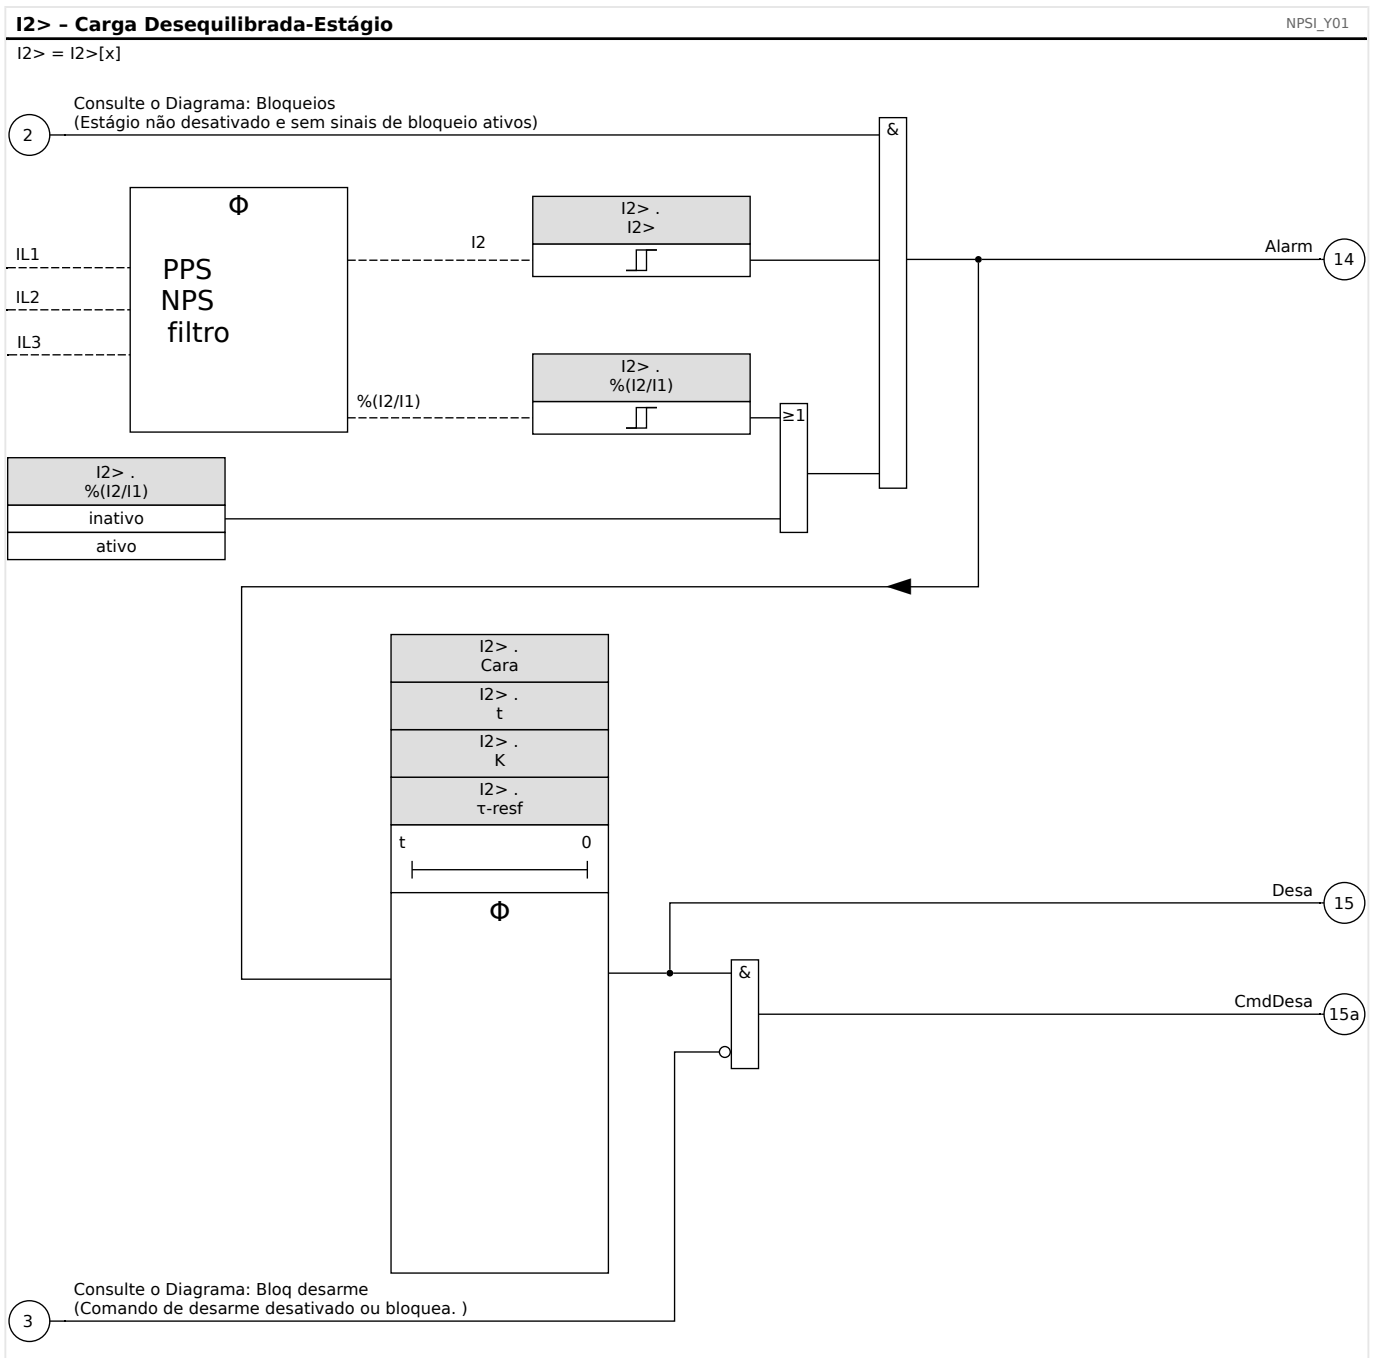 I2> – Carga Desequilibrada-Estágio
NPSI_Y01
I2> = I2>[x]
Consulte o Diagrama: Bloqueios
(Estágio não desativado e sem sinais de bloqueio ativos)
2
&
Φ
PPS
NPS
filtro
IL1
IL2
IL3
I2
I2> .
I2>
Alarm
14
%(I2/I1)
I2> .
%(I2/I1)
≥1
I2> .
%(I2/I1)
inativo
ativo
I2> .
Cara
I2> .
t
I2> .
K
I2> .
τ-resf
t 0
Φ
Desa
15
&
CmdDesa
15a
Consulte o Diagrama: Bloq desarme
(Comando de desarme desativado ou bloquea. )
3